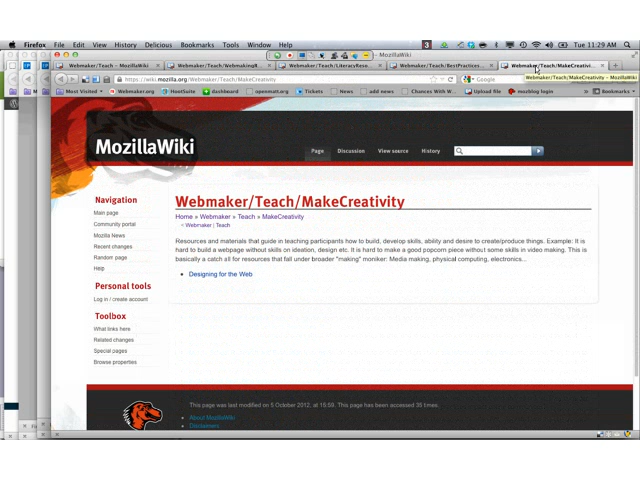 Firefox File Edit View History Delicious Bookmarks Tools Window Help 3 Tue 11:29 AM
MozillaWiki
Webmaker/Teach – MozillaWiki Webmaker/Teach/WebmakingB... Webmaker/Teach/LiteracyReso... Webmaker/Teach/BestPractices... Webmaker/Teach/MakeCreativi...
https://wiki.mozilla.org/Webmaker/Teach/MakeCreativity Google
Webmaker/Teach/MakeCreativity – MozillaWiki
Most Visited Webmaker.org HootSuite dashboard openmatt.org Tickets News add news Chances With W... Upload file mozblog login Bookmarks
MozillaWiki
Page Discussion View source History
Navigation
Main page
Community portal
Mozilla News
Recent changes
Random page
Help
Personal tools
Log in / create account
Toolbox
What links here
Related changes
Special pages
Browse properties
Webmaker/Teach/MakeCreativity
Home » Webmaker » Teach » MakeCreativity
< Webmaker | Teach
Resources and materials that guide in teaching participants how to build, develop skills, ability and desire to create/produce things. Example: It is
hard to build a webpage without skills on ideation, design etc. It is hard to make a good popcorn piece without some skills in video making. This is
basically a catch all for resources that fall under broader "making" moniker: Media making, physical computing, electronics...
Designing for the Web
This page was last modified on 5 October 2012, at 15:59. This page has been accessed 35 times.
About MozillaWiki
Disclaimers